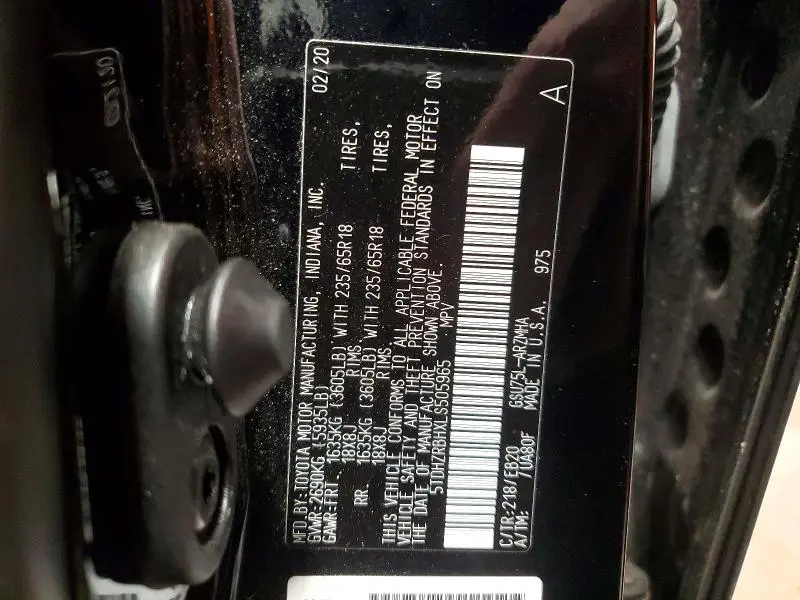 MFD.BY:TOYOTA MOTOR MANUFACTURING, INDIANA, INC. 02/20
GVWR-2690KG (5935LB)
GAWR-FRT. 1635KG (3605LB) WITH 235/65R18 TIRES,
18X8J RIMS.
RR. 1635KG (3605LB) WITH 235/65R18 TIRES,
18X8J RIMS.
THIS VEHICLE CONFORMS TO ALL APPLICABLE FEDERAL MOTOR
VEHICLE SAFETY AND THEFT PREVENTION STANDARDS IN EFFECT ON
THE DATE OF MANUFACTURE SHOWN ABOVE.
5TDHZRBHXLS505965 MPV
C/TR:218/EB20 GSU75L-ARZMHA 975
A/TM: /UA80F MADE IN U.S.A. A